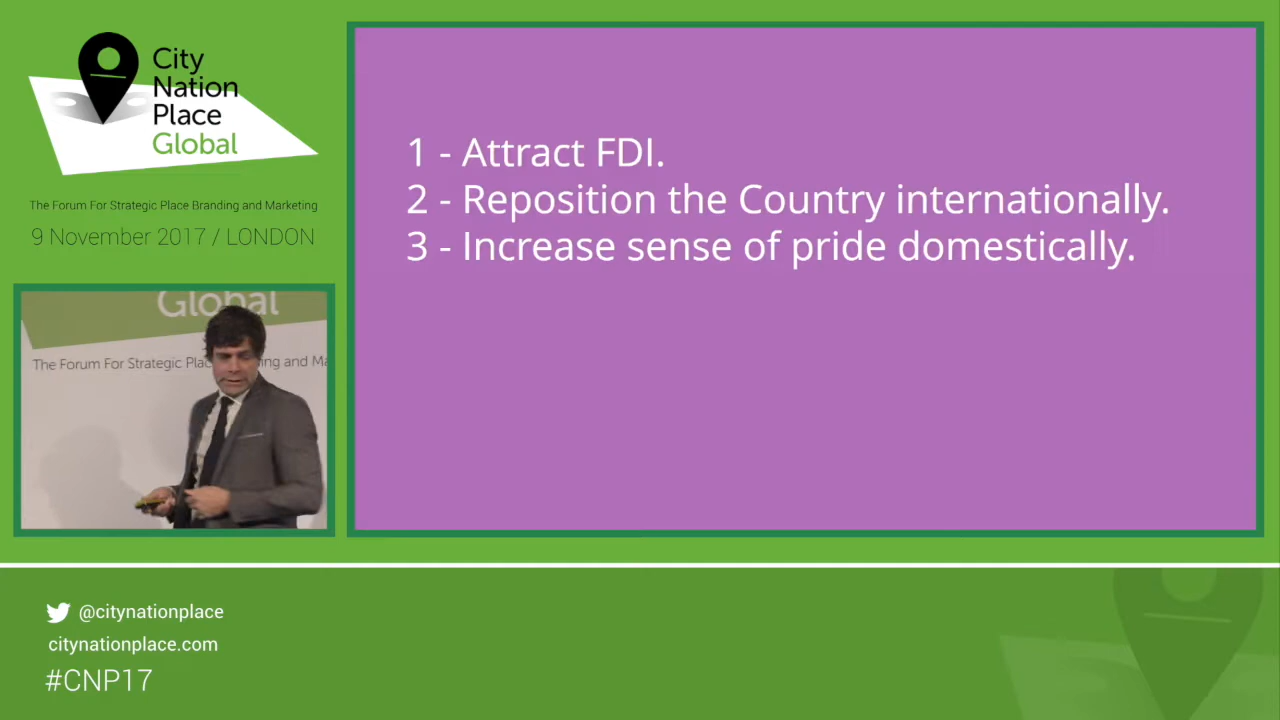 City
Nation
Place
Global
The Forum For Strategic Place Branding and Marketing
9 November 2017 / LONDON
1 - Attract FDI.
2 - Reposition the Country internationally.
3 - Increase sense of pride domestically.
Global
The Forum For Strategic Plac ing and Ma
@citynationplace
citynationplace.com
#CNP17